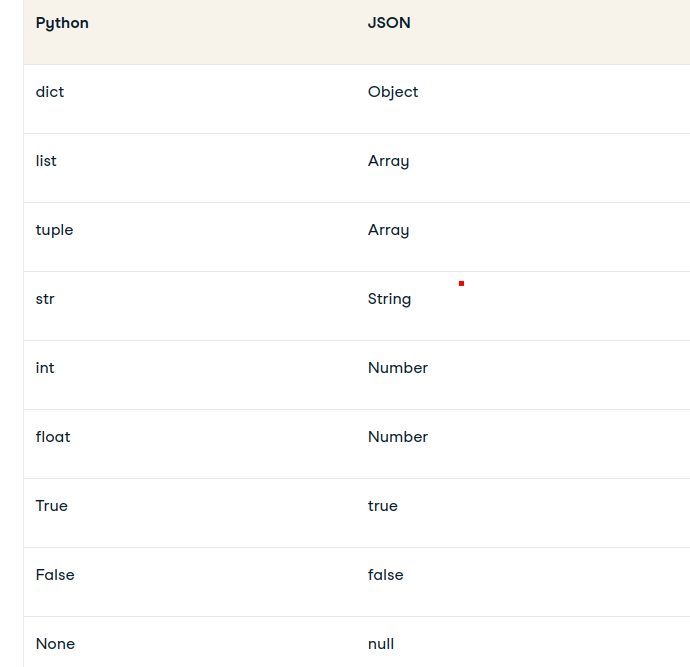 Python JSON
dict Object
list Array
tuple Array
str String
int Number
float Number
True true
False false
None null